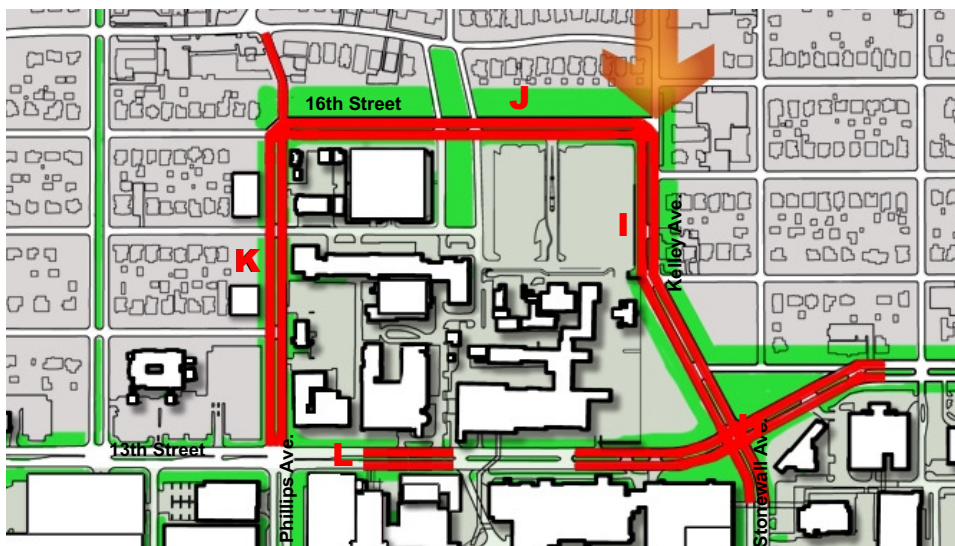 16th Street
J
I
Kelley Ave.
K
13th Street
L
Phillips Ave.
Stonewall Ave.